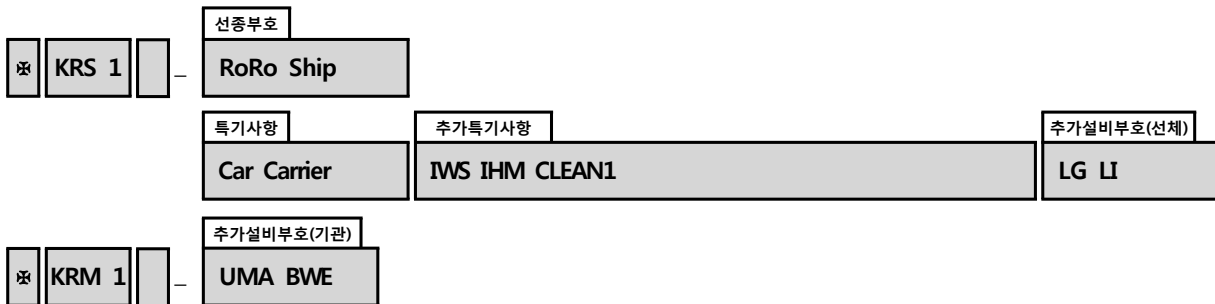 선종부호
✠ KRS 1 – RoRo Ship
특기사항 추가특기사항 추가설비부호(선체)
Car Carrier IWS IHM CLEAN1 LG LI
추가설비부호(기관)
✠ KRM 1 – UMA BWE